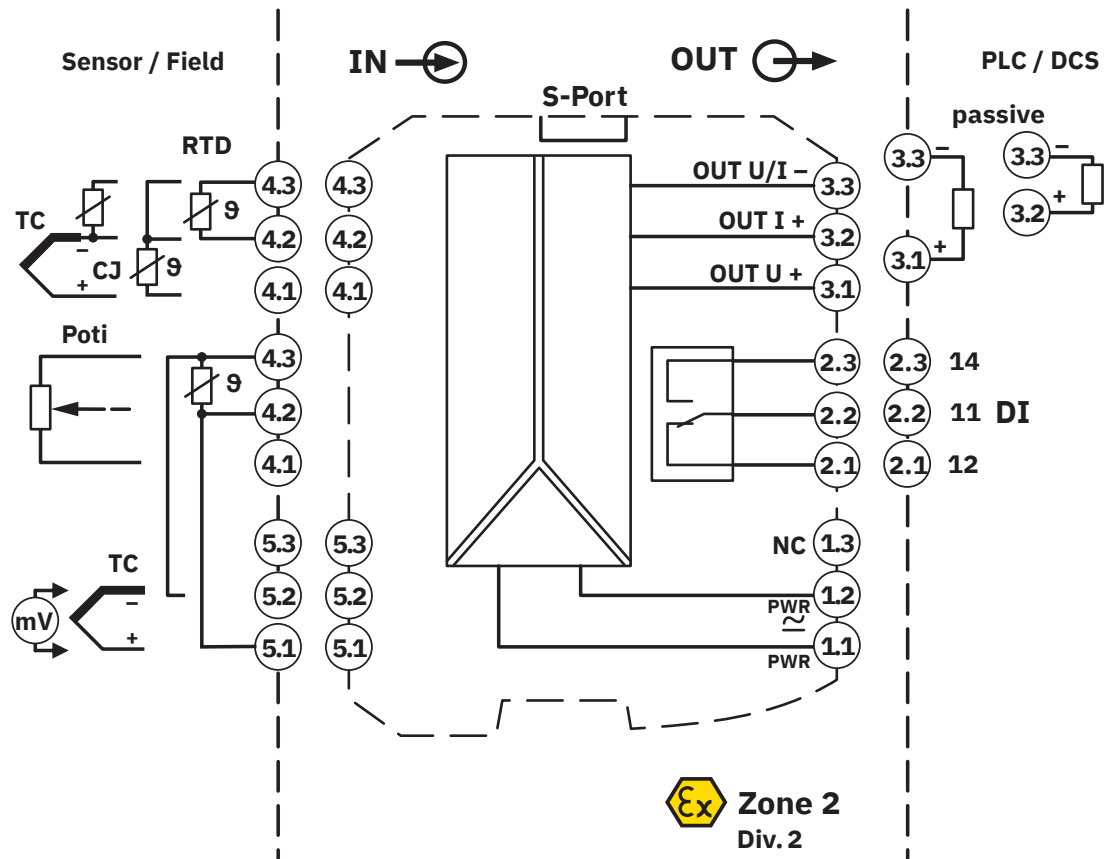 Sensor / Field
IN
OUT
PLC / DCS
S-Port
passive
RTD
4.3
4.3
OUT U/I –
3.3
3.3 –
3.3 –
TC
–
ϑ
4.2
4.2
OUT I +
3.2
3.2 +
CJ
ϑ
+
4.1
4.1
OUT U +
3.1
3.1 +
Poti
4.3
2.3
2.3
14
ϑ
4.2
2.2
2.2
11
DI
4.1
2.1
2.1
12
5.3
5.3
NC
1.3
TC
–
5.2
5.2
PWR
1.2
mV
+
5.1
5.1
PWR
1.1
Ex
Zone 2
Div. 2